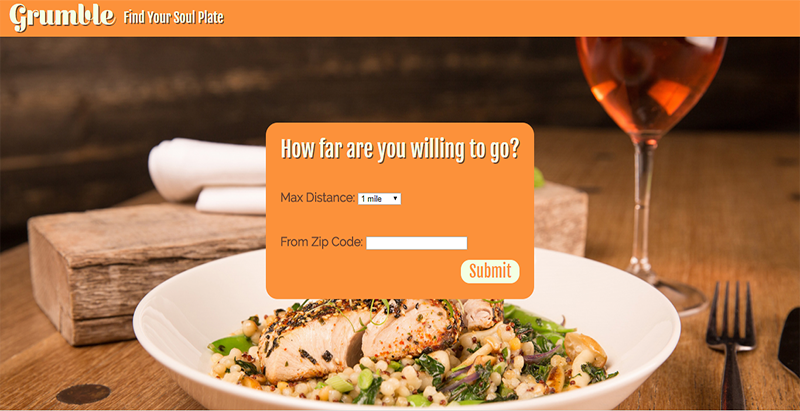 Grumble Find Your Soul Plate
How far are you willing to go?
Max Distance: 1 mile
From Zip Code:
Submit